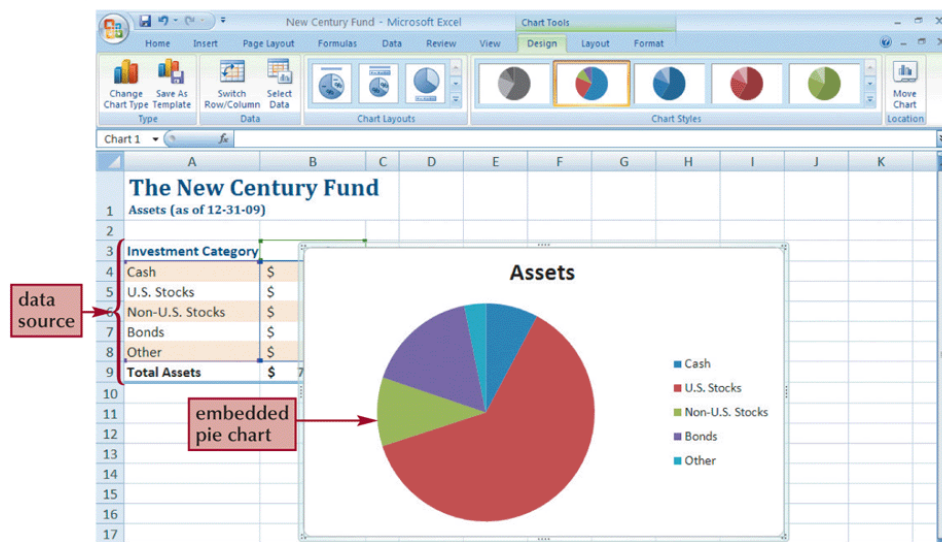 New Century Fund - Microsoft Excel
Chart Tools
Home Insert Page Layout Formulas Data Review View Design Layout Format
Change Chart Type
Save As Template
Switch Row/Column
Select Data
Move Chart
Type Data Chart Layouts Chart Styles Location
Chart 1 fx
A B C D E F G H I J K
The New Century Fund
1 Assets (as of 12-31-09)
2
3 Investment Category
4 Cash $
5 U.S. Stocks $
6 Non-U.S. Stocks $
7 Bonds $
8 Other $
9 Total Assets $ 7
10
11
12
13
14
15
16
17
data source
embedded pie chart
Assets
Cash
U.S. Stocks
Non-U.S. Stocks
Bonds
Other